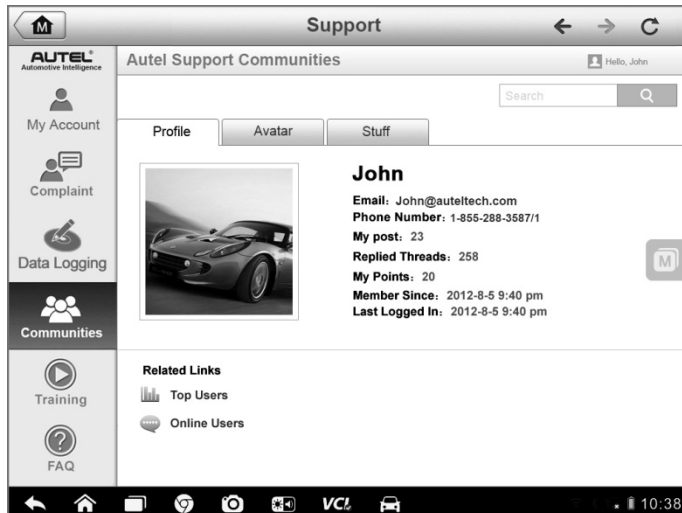 M
Support
AUTEL®
Automotive Intelligence
Autel Support Communities
Hello, John
Search
My Account
Complaint
Data Logging
Communities
Training
FAQ
Profile
Avatar
Stuff
John
Email: John@auteltech.com
Phone Number: 1-855-288-3587/1
My post: 23
Replied Threads: 258
My Points: 20
Member Since: 2012-8-5 9:40 pm
Last Logged In: 2012-8-5 9:40 pm
M
Related Links
Top Users
Online Users
VCI
10:38